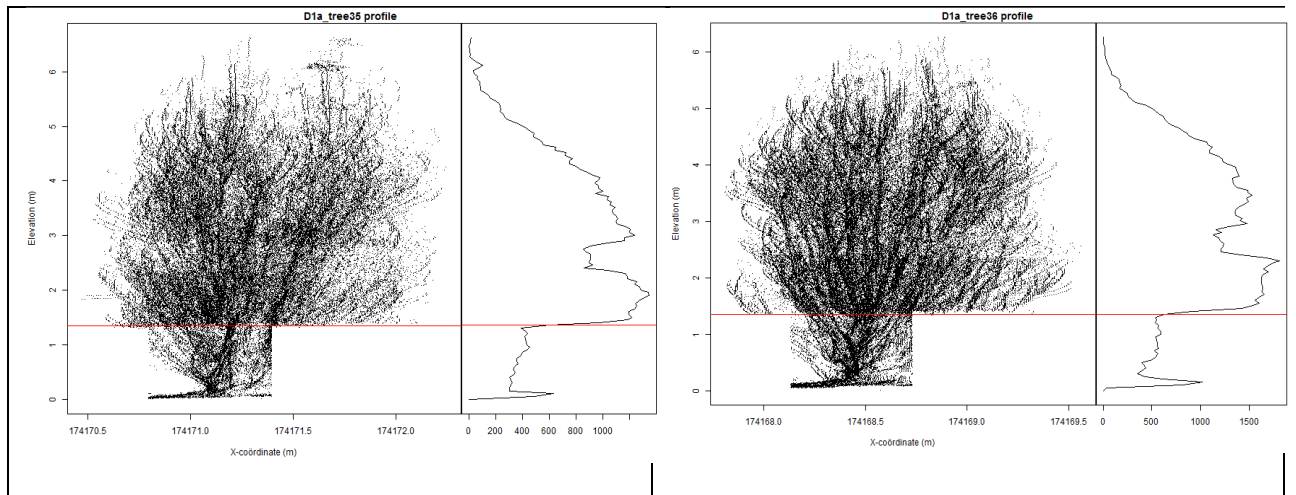 D1a_tree35 profile
Elevation (m)
0 1 2 3 4 5 6
174170.5 174171.0 174171.5 174172.0
X-coördinate (m)
0 200 400 600 800 1000
D1a_tree36 profile
Elevation (m)
0 1 2 3 4 5 6
174168.0 174168.5 174169.0 174169.5
X-coördinate (m)
0 500 1000 1500